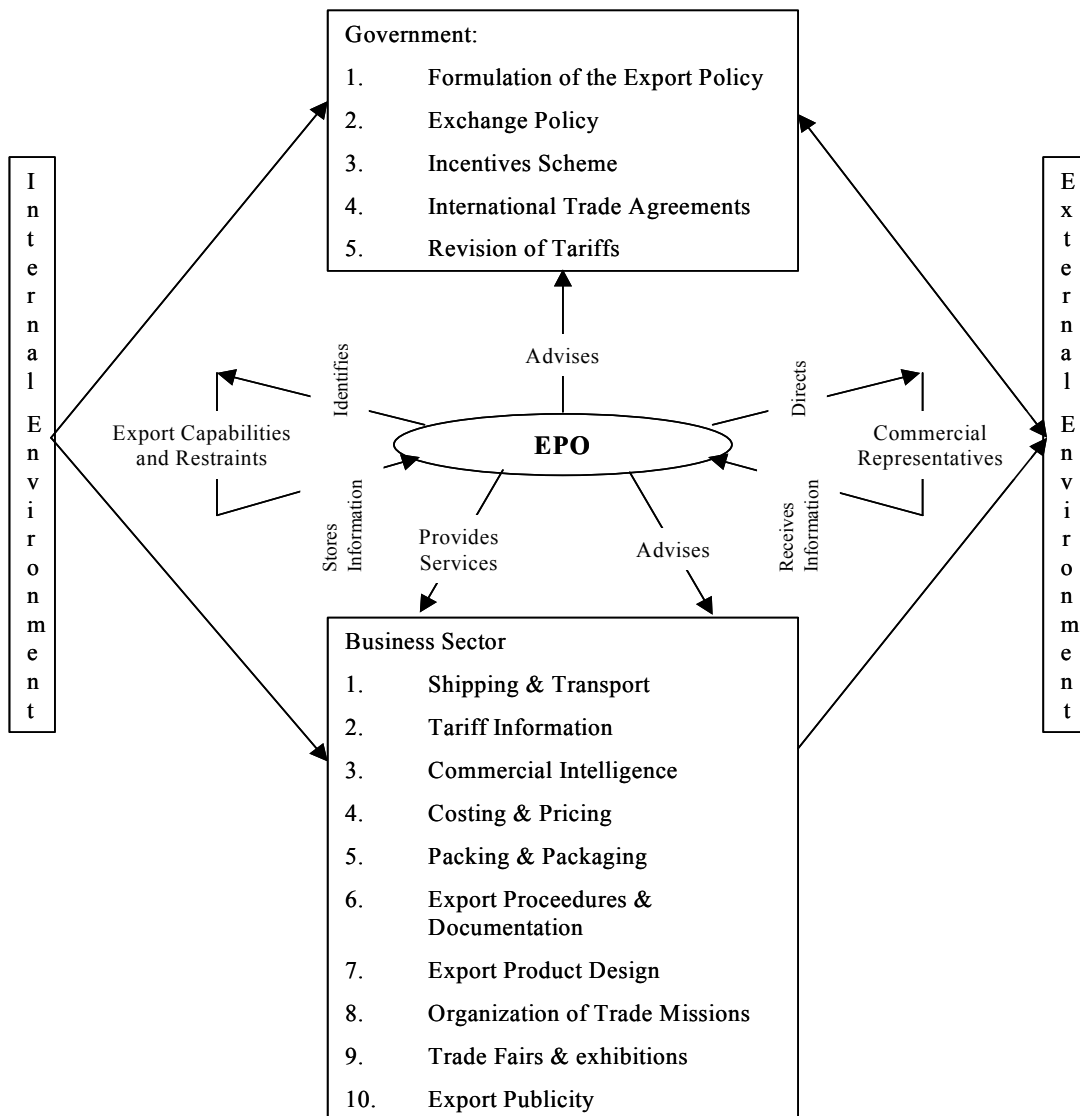 Government:
1. Formulation of the Export Policy
2. Exchange Policy
3. Incentives Scheme
4. International Trade Agreements
5. Revision of Tariffs
Internal Environment
External Environment
Identifies
Advises
Directs
Export Capabilities
and Restraints
EPO
Commercial
Representatives
Stores
Information
Provides
Services
Advises
Receives
Information
Business Sector
1. Shipping & Transport
2. Tariff Information
3. Commercial Intelligence
4. Costing & Pricing
5. Packing & Packaging
6. Export Proceedures &
Documentation
7. Export Product Design
8. Organization of Trade Missions
9. Trade Fairs & exhibitions
10. Export Publicity